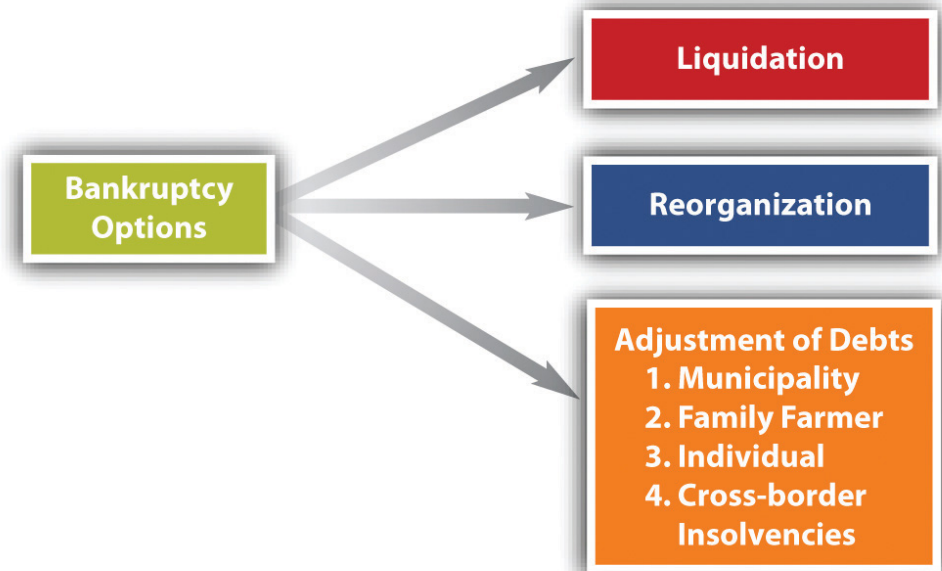 Bankruptcy
Options
Liquidation
Reorganization
Adjustment of Debts
1. Municipality
2. Family Farmer
3. Individual
4. Cross-border
Insolvencies